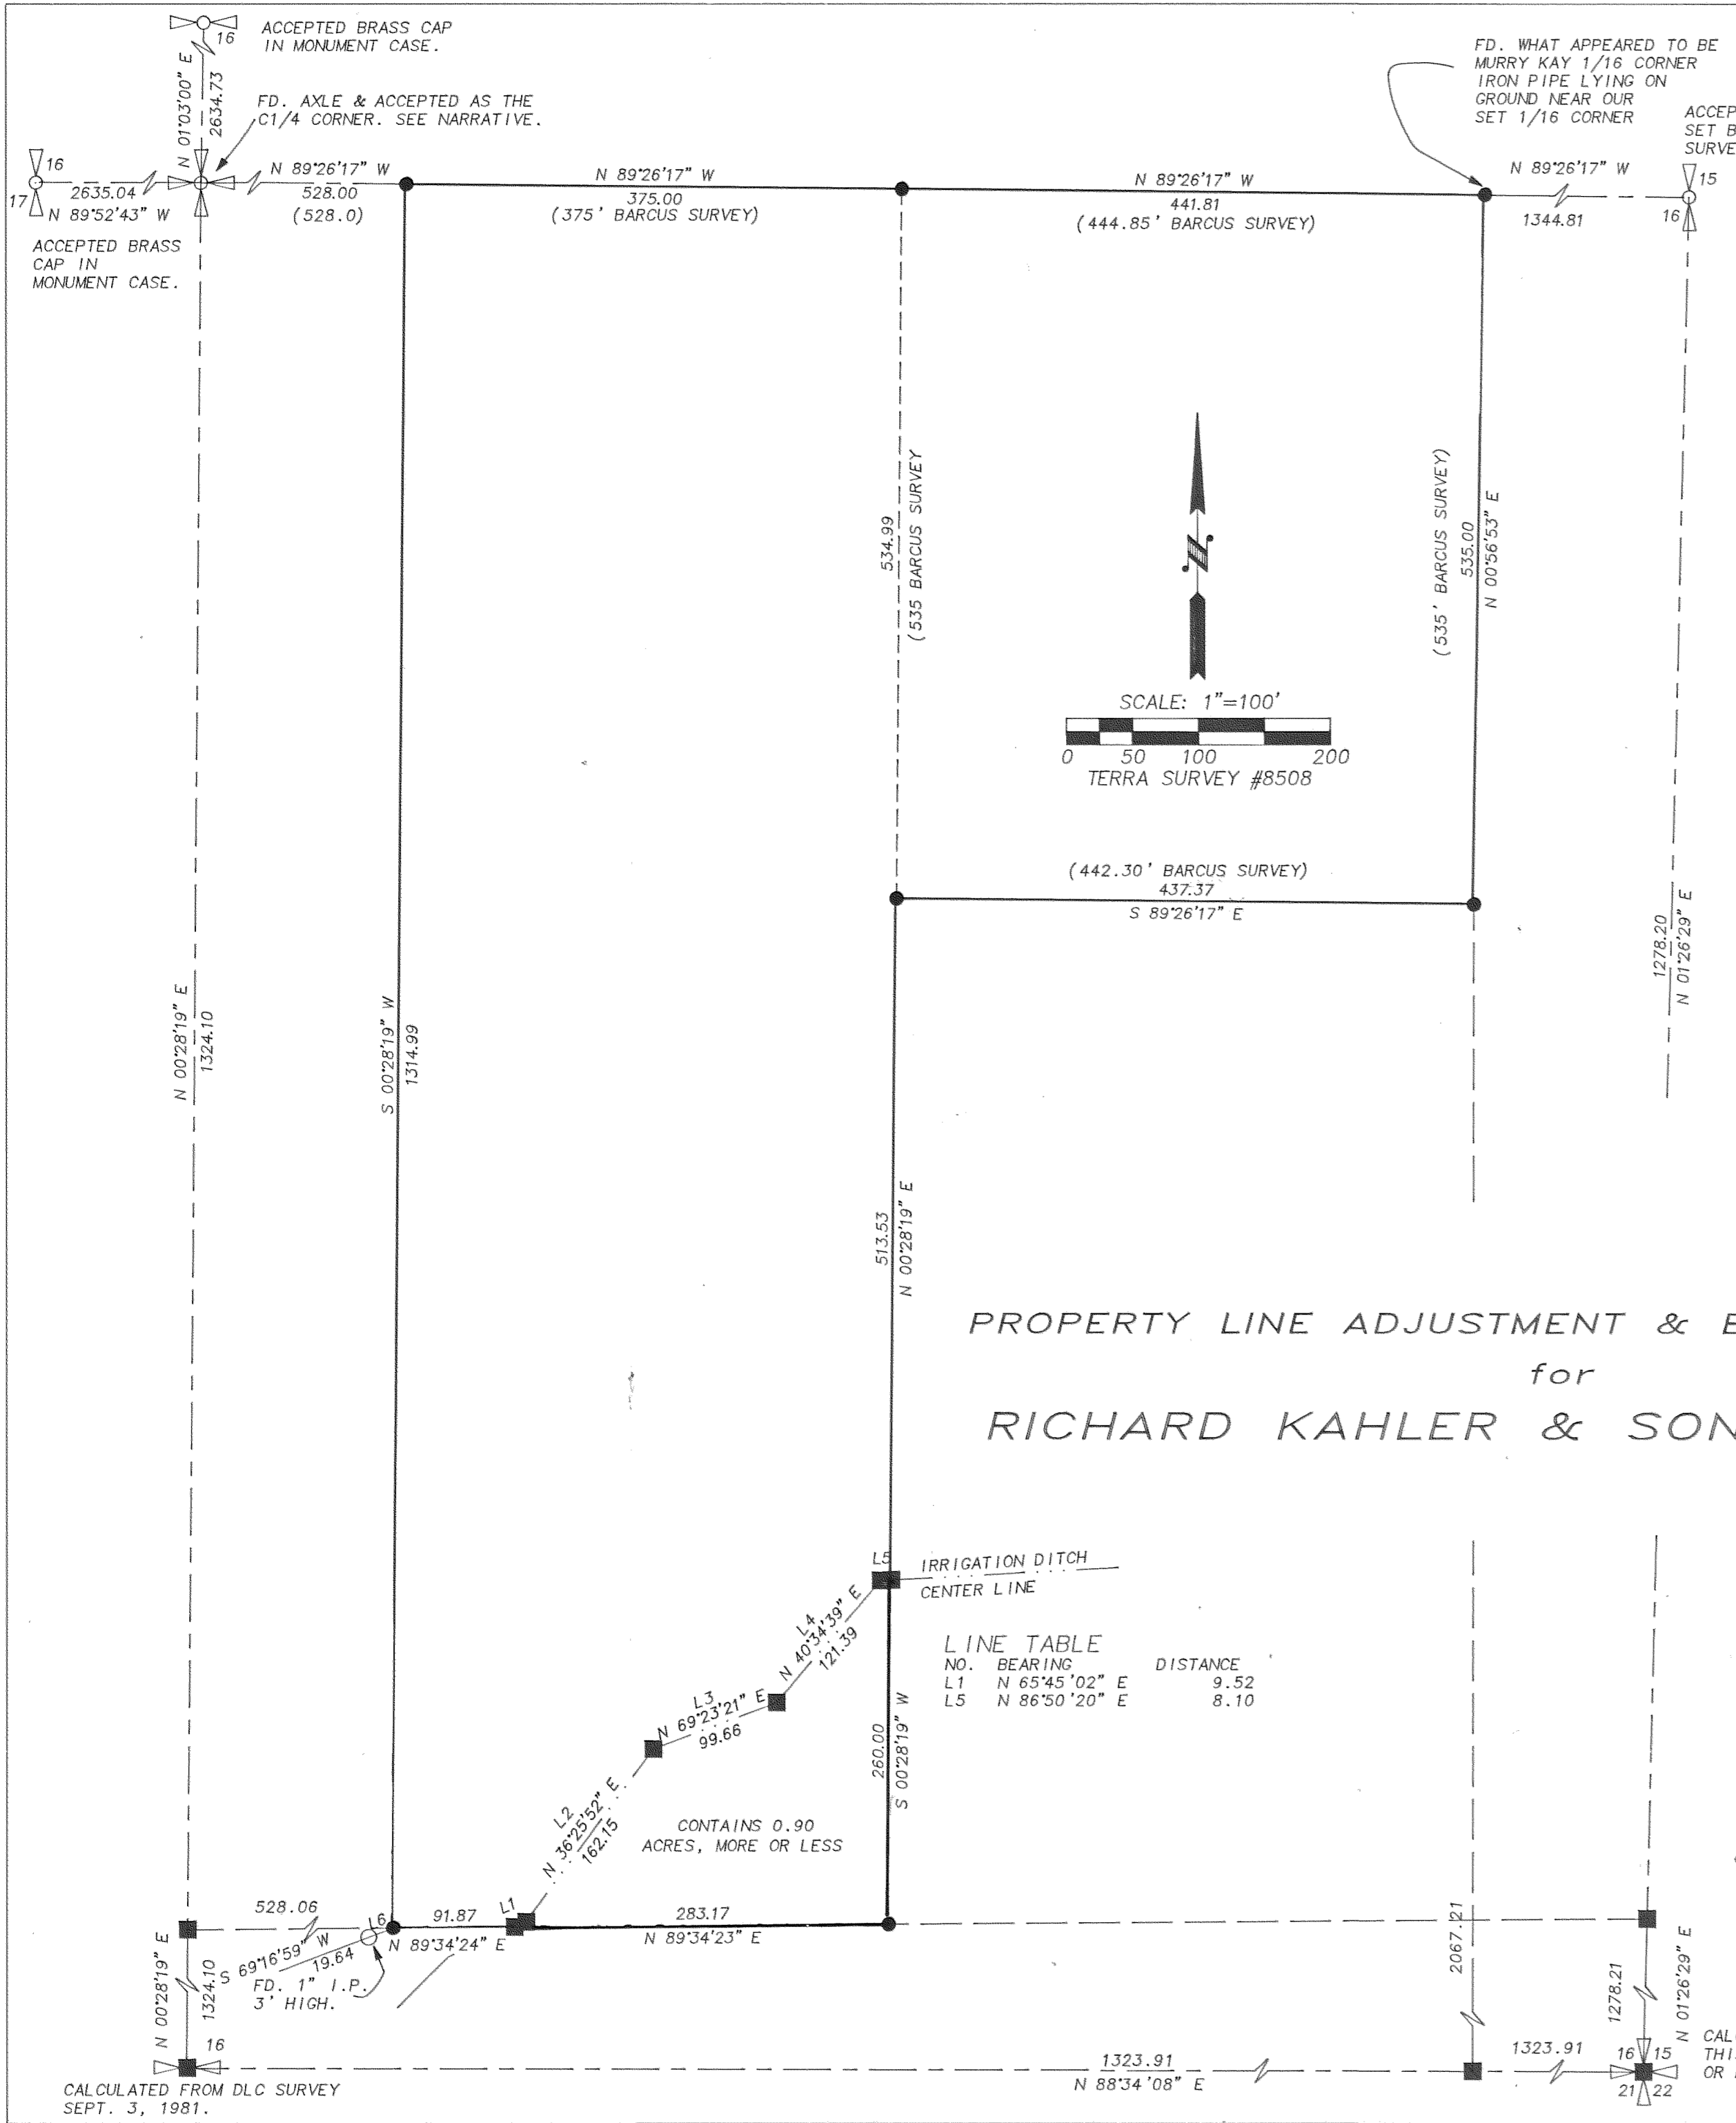 16
ACCEPTED BRASS CAP
IN MONUMENT CASE.
N 01°03'00" E
2634.73
FD. AXLE & ACCEPTED AS THE
C1/4 CORNER. SEE NARRATIVE.
FD. WHAT APPEARED TO BE
MURRY KAY 1/16 CORNER
IRON PIPE LYING ON
GROUND NEAR OUR
SET 1/16 CORNER
ACCEP
SET B
SURVE
16
17
2635.04
N 89°52'43" W
ACCEPTED BRASS
CAP IN
MONUMENT CASE.
N 89°26'17" W
528.00
(528.0)
N 89°26'17" W
375.00
(375' BARCUS SURVEY)
N 89°26'17" W
441.81
(444.85' BARCUS SURVEY)
N 89°26'17" W
1344.81
15
16
534.99
(535 BARCUS SURVEY
(535' BARCUS SURVEY)
535.00
N 00°56'53" E
N
SCALE: 1"=100'
0 50 100 200
TERRA SURVEY #8508
(442.30' BARCUS SURVEY)
437.37
S 89°26'17" E
1278.20
N 01°26'29" E
N 00°28'19" E
1324.10
S 00°28'19" W
1314.99
513.53
N 00°28'19" E
PROPERTY LINE ADJUSTMENT &
for
RICHARD KAHLER & SON
L5
IRRIGATION DITCH
CENTER LINE
L4
N 40°34'39" E
121.39
LINE TABLE
NO. BEARING DISTANCE
L1 N 65°45'02" E 9.52
L5 N 86°50'20" E 8.10
L3
N 69°23'21" E
99.66
260.00
S 00°28'19" W
L2
N 36°25'52" E
162.15
CONTAINS 0.90
ACRES, MORE OR LESS
528.06
L6
91.87
N 89°34'24" E
L1
283.17
N 89°34'23" E
S 69°16'59" W
19.64
FD. 1" I.P.
3' HIGH.
N 00°28'19" E
1324.10
16
2067.21
1278.21
N 01°26'29" E
1323.91
N 88°34'08" E
1323.91
16 15
21 22
CAL
THI
OR
CALCULATED FROM DLC SURVEY
SEPT. 3, 1981.